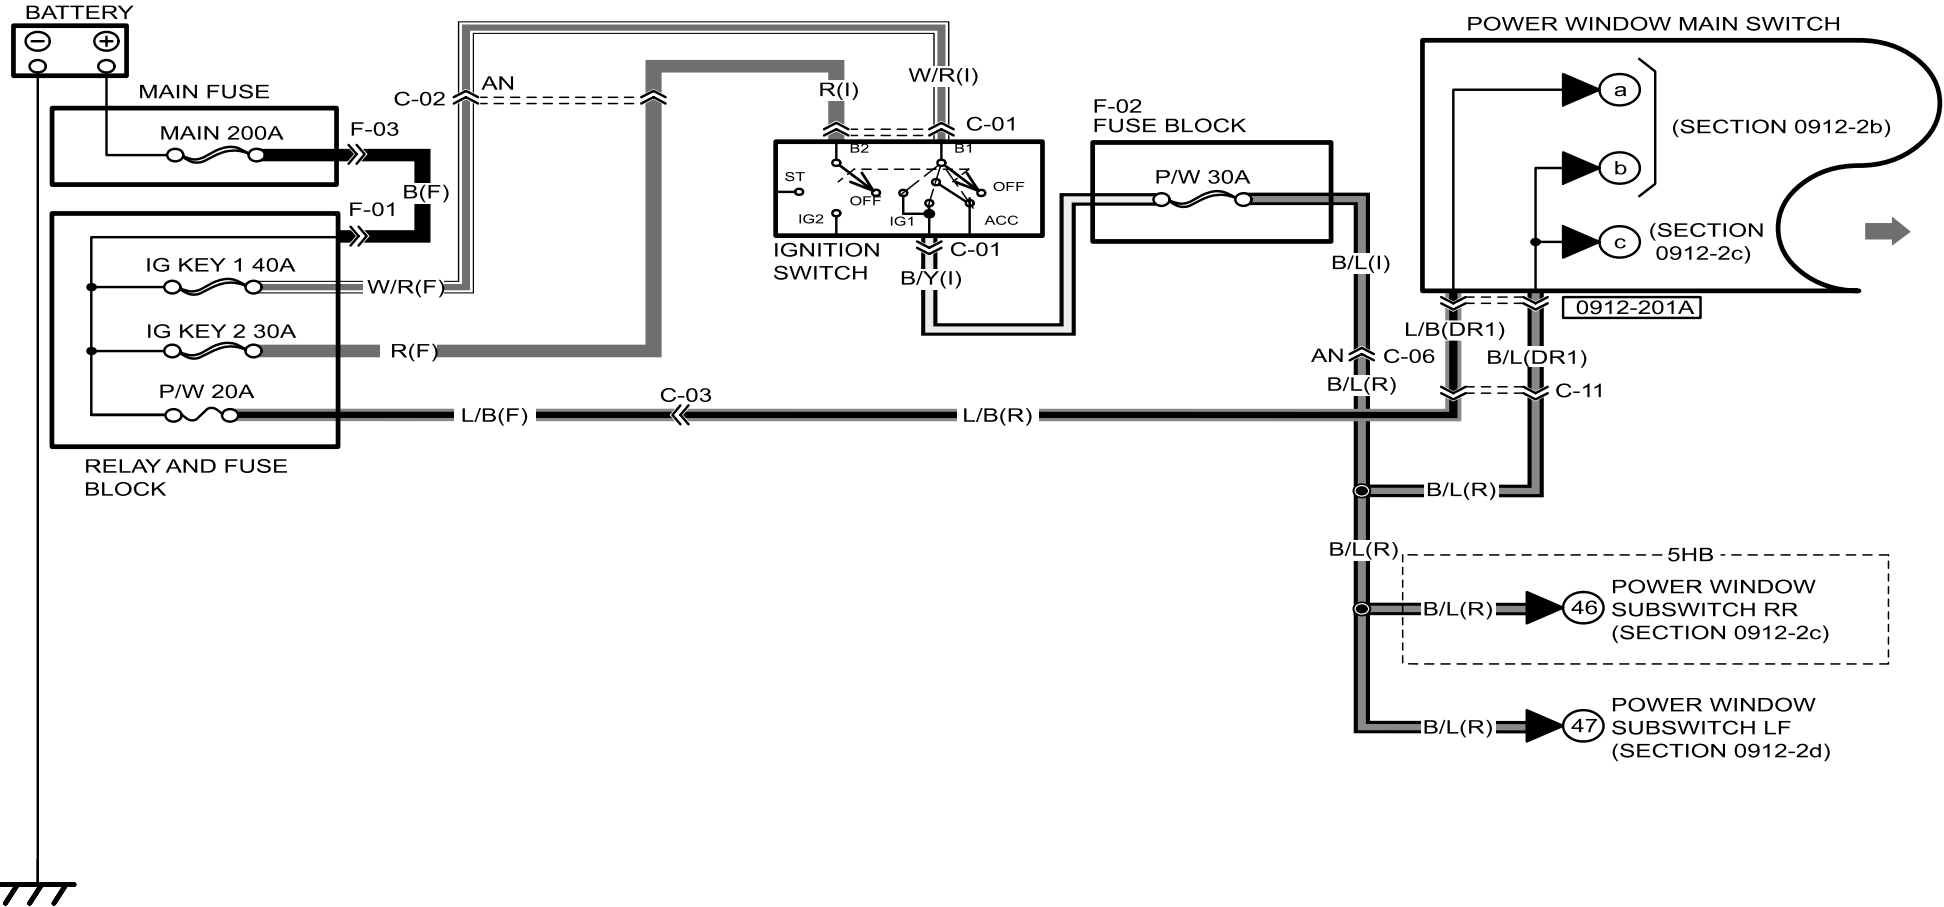 BATTERY
POWER WINDOW MAIN SWITCH
AN
W/R(I)
MAIN FUSE
R(I)
a
C-02
F-02
FUSE BLOCK
C-01
MAIN 200A
F-03
(SECTION 0912-2b)
B2
B1
b
ST
P/W 30A
OFF
OFF
B(F)
F-01
IG2
IG1
ACC
(SECTION
0912-2c)
c
IGNITION
SWITCH
C-01
IG KEY 1 40A
B/L(I)
B/Y(I)
W/R(F)
0912-201A
IG KEY 2 30A
L/B(DR1)
R(F)
AN
C-06
B/L(DR1)
B/L(R)
P/W 20A
C-03
C-11
L/B(F)
L/B(R)
RELAY AND FUSE
BLOCK
B/L(R)
B/L(R)
5HB
B/L(R)
46
POWER WINDOW
SUBSWITCH RR
(SECTION 0912-2c)
B/L(R)
47
POWER WINDOW
SUBSWITCH LF
(SECTION 0912-2d)